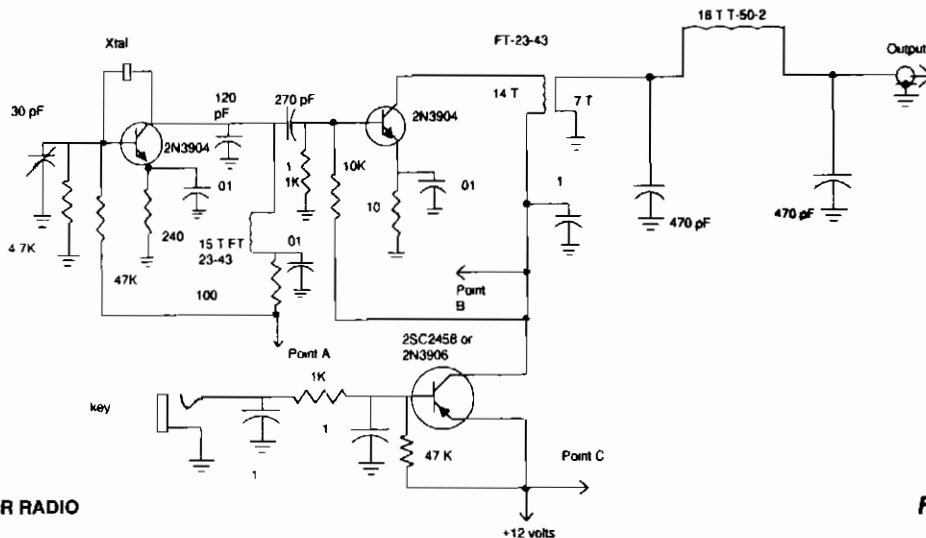 18 T T-50-2
Xtal
FT-23-43
Output
30 pF
120
pF
270 pF
2N3904
14 T
7 T
2N3904
01
1
1K
10K
01
10
1
470 pF
470 pF
4 7K
47K
240
15 T FT
23-43
01
100
Point
B
Point A
2SC2458 or
2N3906
1K
key
1
1
47 K
Point C
R RADIO
+12 volts